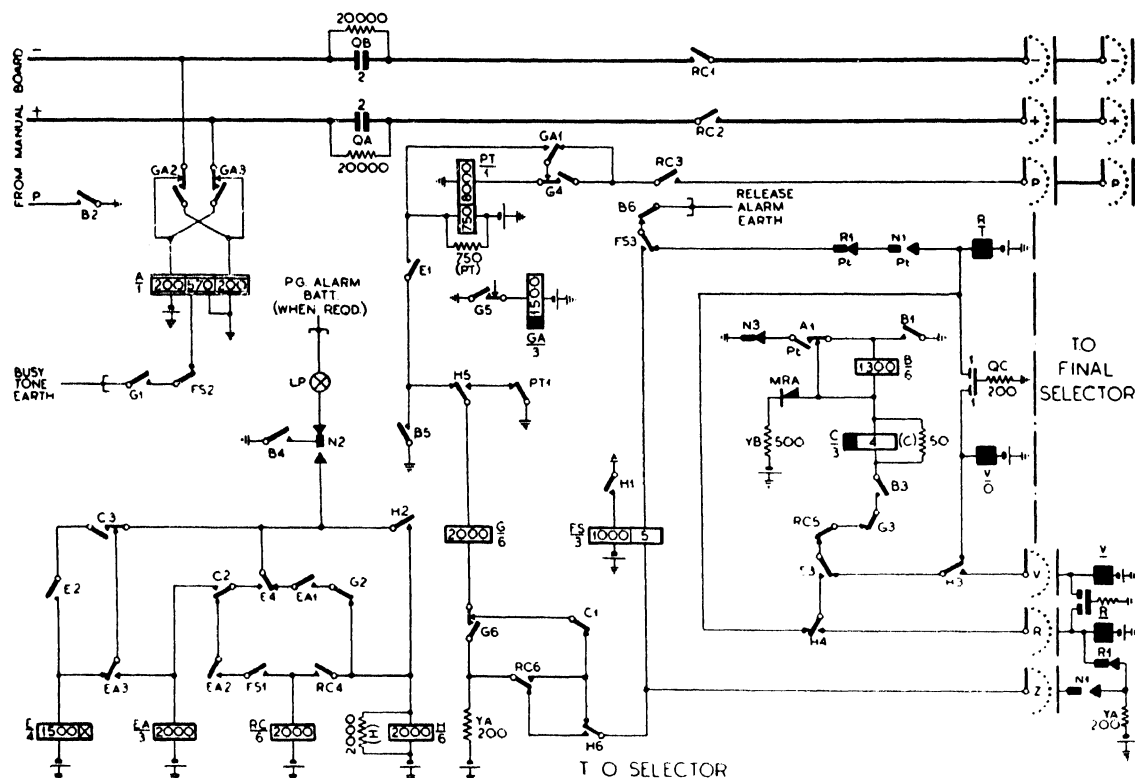 20000
QB
2
-
RC1
-
-
FROM MANUAL BOARD
+
2
QA
20000
RC2
+
+
GA1
PT
1
8000
750
G4
RC3
P
P
GA2
GA3
P
B2
B6
RELEASE
ALARM
EARTH
FS3
750
(PT)
R1
Pt
N1
Pt
R
T
A
1
200
570
200
P.G. ALARM
BATT.
(WHEN REQD.)
E1
G5
1500
GA
3
N3
A1
Pt
B1
1300
B
6
TO
FINAL
SELECTOR
BUSY
TONE
EARTH
G1
FS2
LP
H5
PT1
MRA
1
1
QC
200
YB
500
C
3
4
(C)
50
B4
N2
B5
V
O
H1
B3
C3
H2
2000
G
6
FS
3
1000
5
RC5
G3
E2
C2
E4
EA1
G2
E3
H3
V
V
G6
C1
H4
R
R
R1
EA3
EA2
FS1
RC4
RC6
Z
N1
E
4
1500
EA
3
2000
RC
6
2000
2000
(H)
2000
H
6
YA
200
H6
YA
200
TO SELECTOR